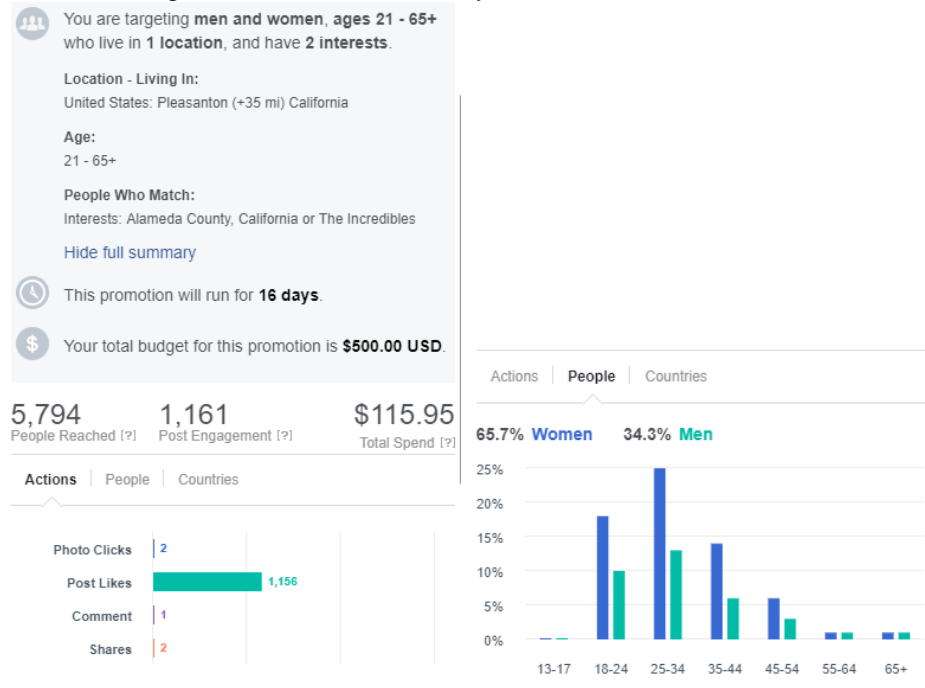 You are targeting men and women, ages 21 - 65+
who live in 1 location, and have 2 interests.
Location - Living In:
United States: Pleasanton (+35 mi) California
Age:
21 - 65+
People Who Match:
Interests: Alameda County, California or The Incredibles
Hide full summary
This promotion will run for 16 days.
$
Your total budget for this promotion is $500.00 USD.
5,794
People Reached [?]
1,161
Post Engagement [?]
$115.95
Total Spend [?]
Actions
People
Countries
Photo Clicks 2
Post Likes 1,156
Comment 1
Shares 2
Actions
People
Countries
65.7% Women
34.3% Men
25%
20%
15%
10%
5%
0%
13-17 18-24 25-34 35-44 45-54 55-64 65+